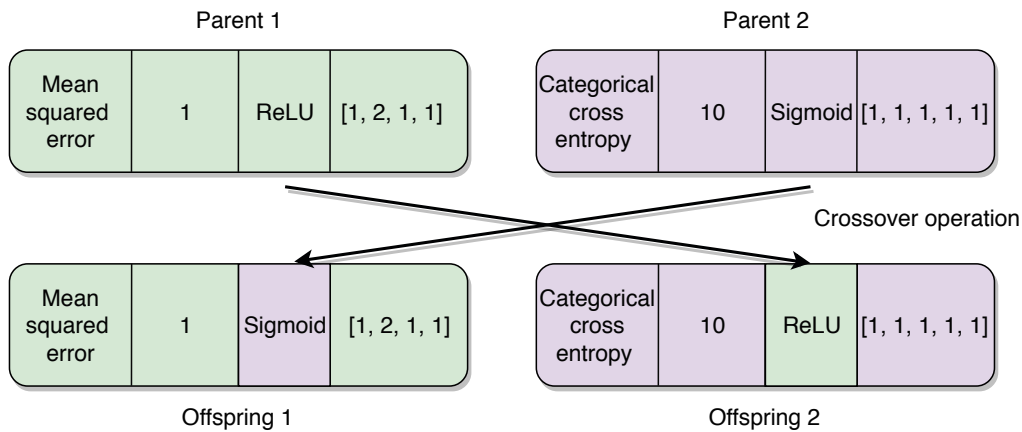 Parent 1
Parent 2
Mean
squared
error
1
ReLU
[1, 2, 1, 1]
Categorical
cross
entropy
10
Sigmoid
[1, 1, 1, 1, 1]
Crossover operation
Mean
squared
error
1
Sigmoid
[1, 2, 1, 1]
Categorical
cross
entropy
10
ReLU
[1, 1, 1, 1, 1]
Offspring 1
Offspring 2